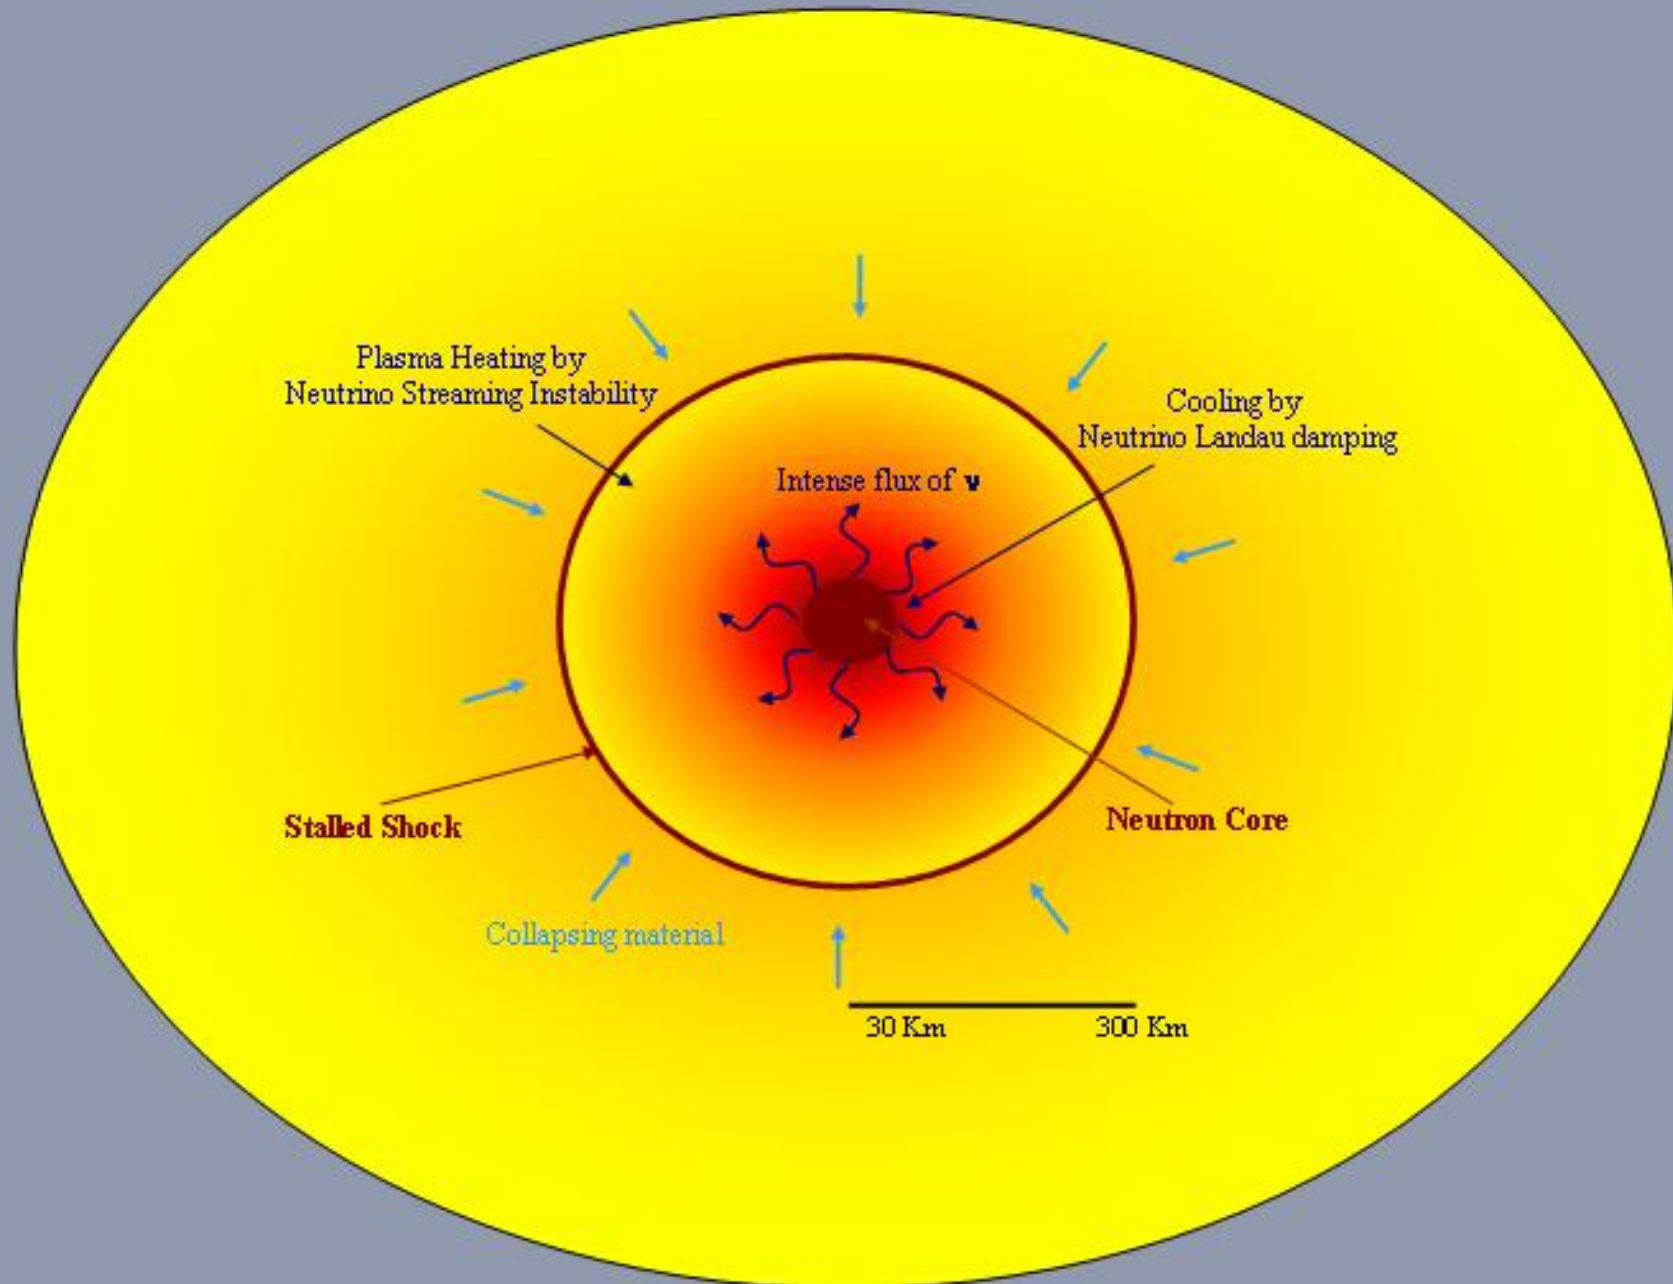 Plasma Heating by
Neutrino Streaming Instability
Cooling by
Neutrino Landau damping
Intense flux of ν
Stalled Shock
Neutron Core
Collapsing material
30 Km
300 Km